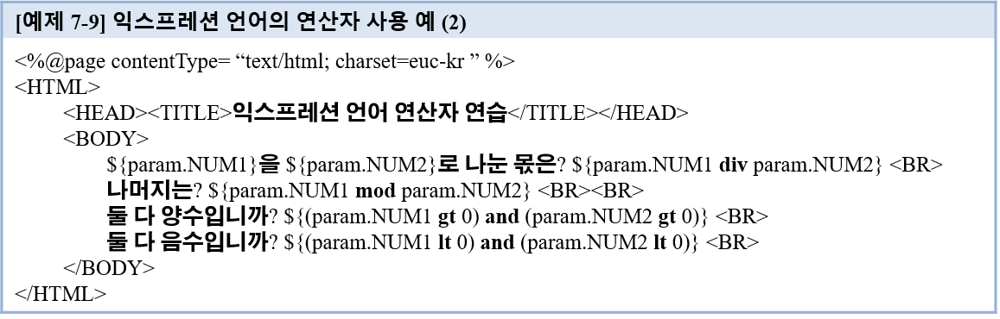 [예제 7-9] 익스프레션 언어의 연산자 사용 예 (2)
<%@page contentType= “text/html; charset=euc-kr ” %>
<HTML>
<HEAD><TITLE>익스프레션 언어 연산자 연습</TITLE></HEAD>
<BODY>
${param.NUM1}을 ${param.NUM2}로 나눈 몫은? ${param.NUM1 div param.NUM2} <BR>
나머지는? ${param.NUM1 mod param.NUM2} <BR><BR>
둘 다 양수입니까? ${(param.NUM1 gt 0) and (param.NUM2 gt 0)} <BR>
둘 다 음수입니까? ${(param.NUM1 lt 0) and (param.NUM2 lt 0)} <BR>
</BODY>
</HTML>